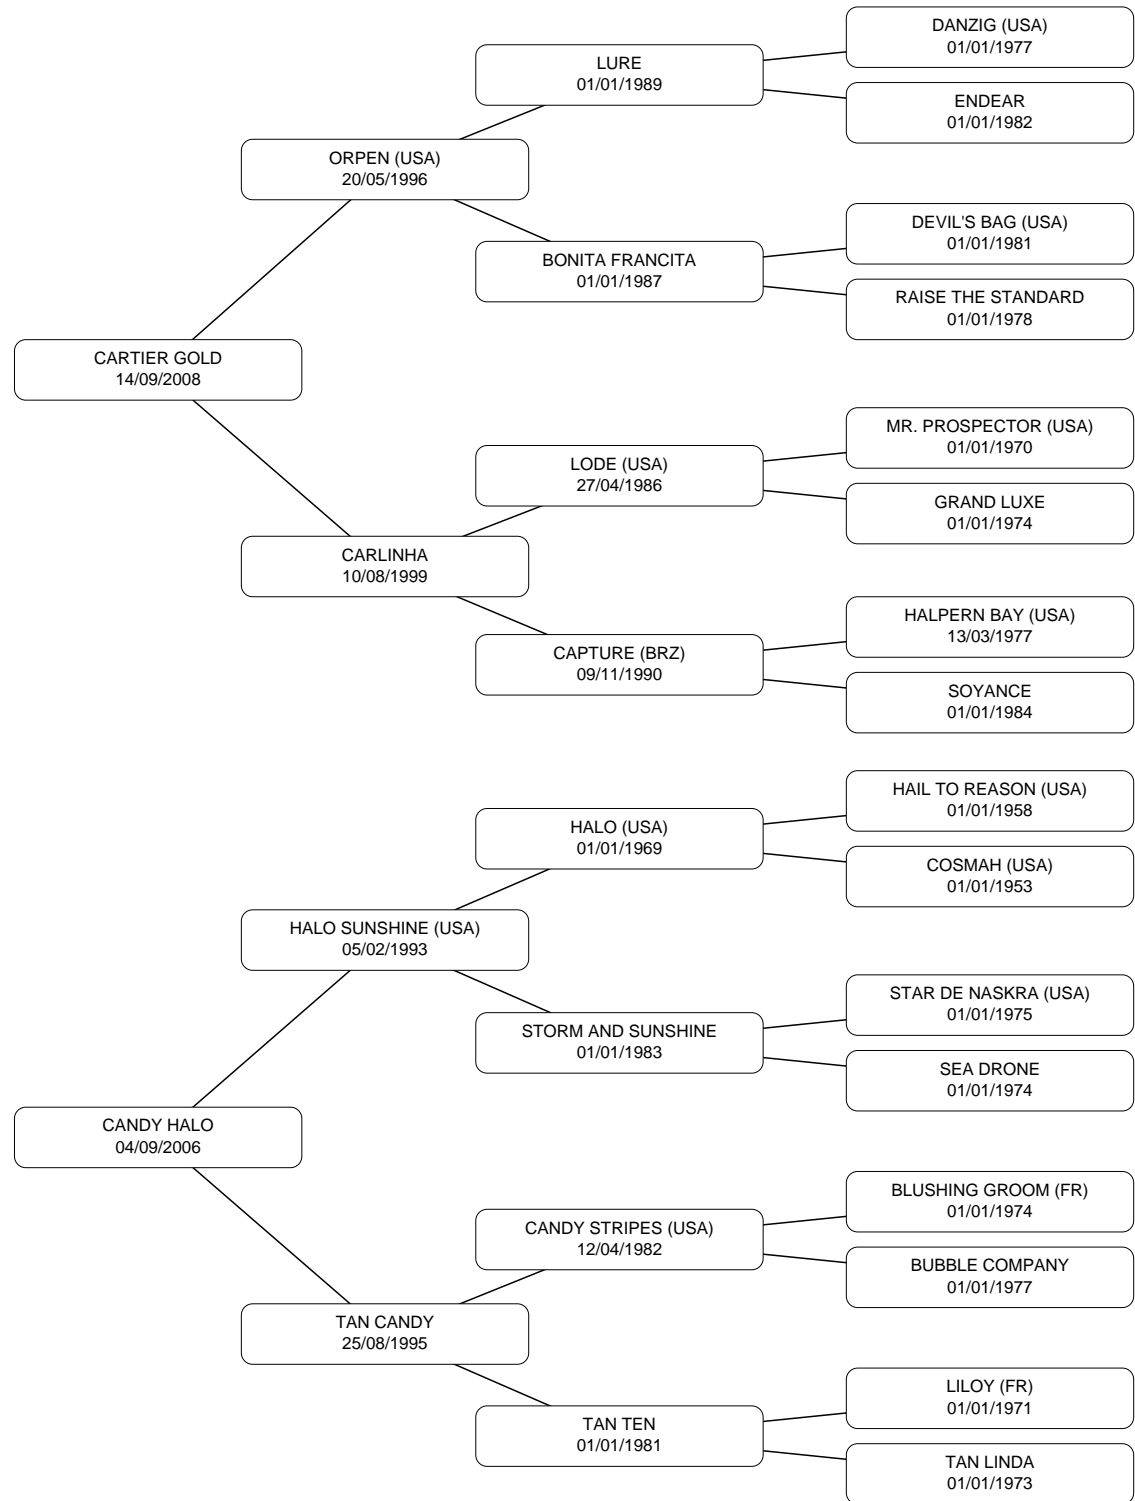 DANZIG (USA)
01/01/1977
LURE
01/01/1989
ENDEAR
01/01/1982
ORPEN (USA)
20/05/1996
DEVIL'S BAG (USA)
01/01/1981
BONITA FRANCITA
01/01/1987
RAISE THE STANDARD
01/01/1978
CARTIER GOLD
14/09/2008
MR. PROSPECTOR (USA)
01/01/1970
LODE (USA)
27/04/1986
GRAND LUXE
01/01/1974
CARLINHA
10/08/1999
HALPERN BAY (USA)
13/03/1977
CAPTURE (BRZ)
09/11/1990
SOYANCE
01/01/1984
HAIL TO REASON (USA)
01/01/1958
HALO (USA)
01/01/1969
COSMAH (USA)
01/01/1953
HALO SUNSHINE (USA)
05/02/1993
STAR DE NASKRA (USA)
01/01/1975
STORM AND SUNSHINE
01/01/1983
SEA DRONE
01/01/1974
CANDY HALO
04/09/2006
BLUSHING GROOM (FR)
01/01/1974
CANDY STRIPES (USA)
12/04/1982
BUBBLE COMPANY
01/01/1977
TAN CANDY
25/08/1995
LILOY (FR)
01/01/1971
TAN TEN
01/01/1981
TAN LINDA
01/01/1973